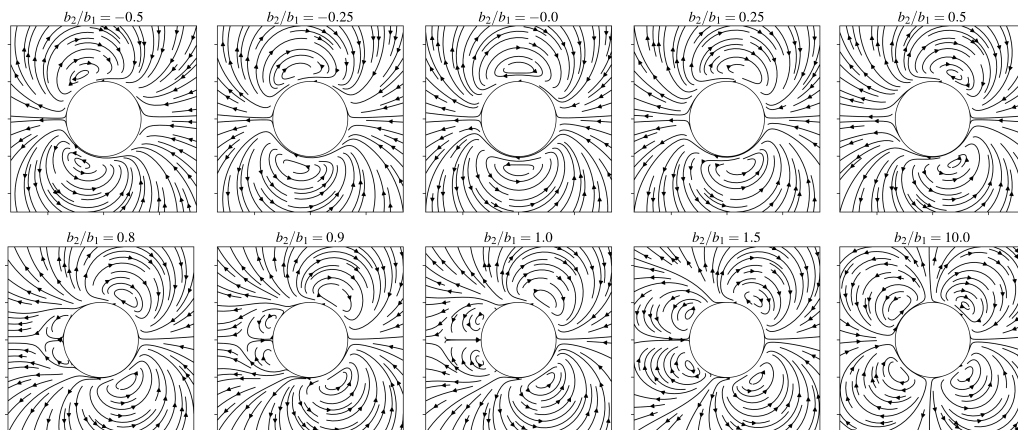 b₂/b₁ = −0.5
b₂/b₁ = −0.25
b₂/b₁ = −0.0
b₂/b₁ = 0.25
b₂/b₁ = 0.5
b₂/b₁ = 0.8
b₂/b₁ = 0.9
b₂/b₁ = 1.0
b₂/b₁ = 1.5
b₂/b₁ = 10.0